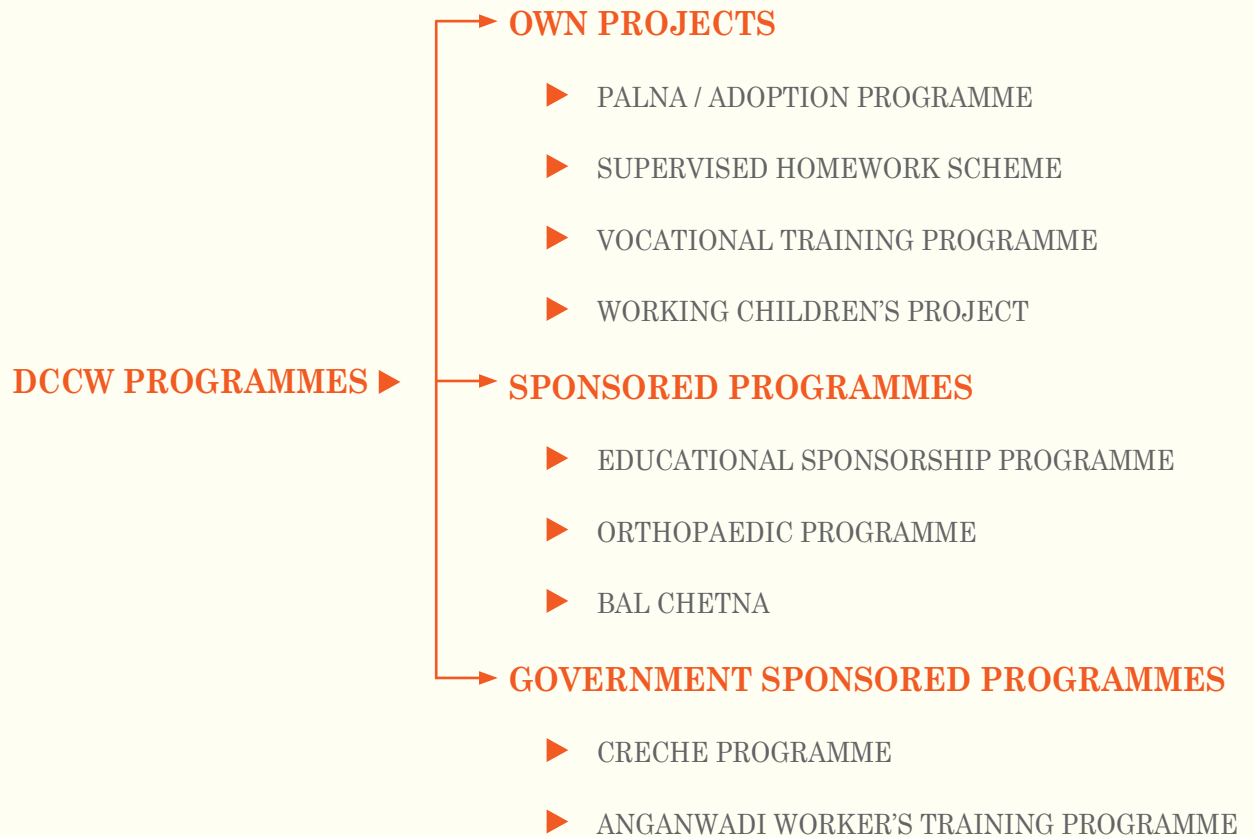 OWN PROJECTS
PALNA / ADOPTION PROGRAMME
SUPERVISED HOMEWORK SCHEME
VOCATIONAL TRAINING PROGRAMME
WORKING CHILDREN’S PROJECT
DCCW PROGRAMMES
SPONSORED PROGRAMMES
EDUCATIONAL SPONSORSHIP PROGRAMME
ORTHOPAEDIC PROGRAMME
BAL CHETNA
GOVERNMENT SPONSORED PROGRAMMES
CRECHE PROGRAMME
ANGANWADI WORKER’S TRAINING PROGRAMME